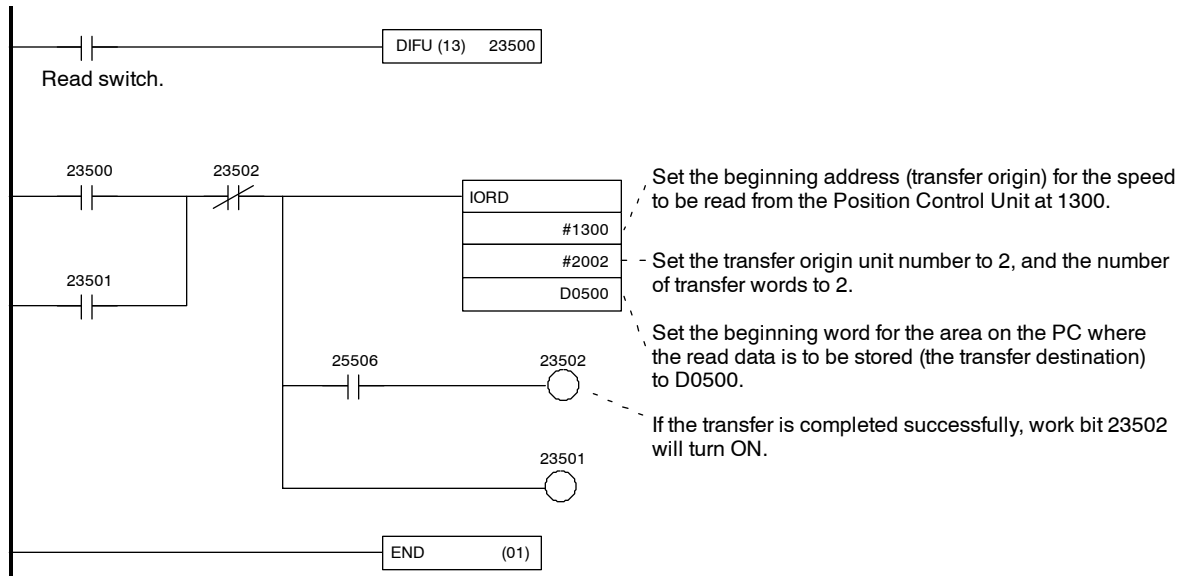 DIFU (13) 23500
Read switch.
23500 23502
IORD
#1300
#2002
D0500
Set the beginning address (transfer origin) for the speed
to be read from the Position Control Unit at 1300.
Set the transfer origin unit number to 2, and the number
of transfer words to 2.
23501
Set the beginning word for the area on the PC where
the read data is to be stored (the transfer destination)
to D0500.
25506 23502
If the transfer is completed successfully, work bit 23502
will turn ON.
23501
END (01)